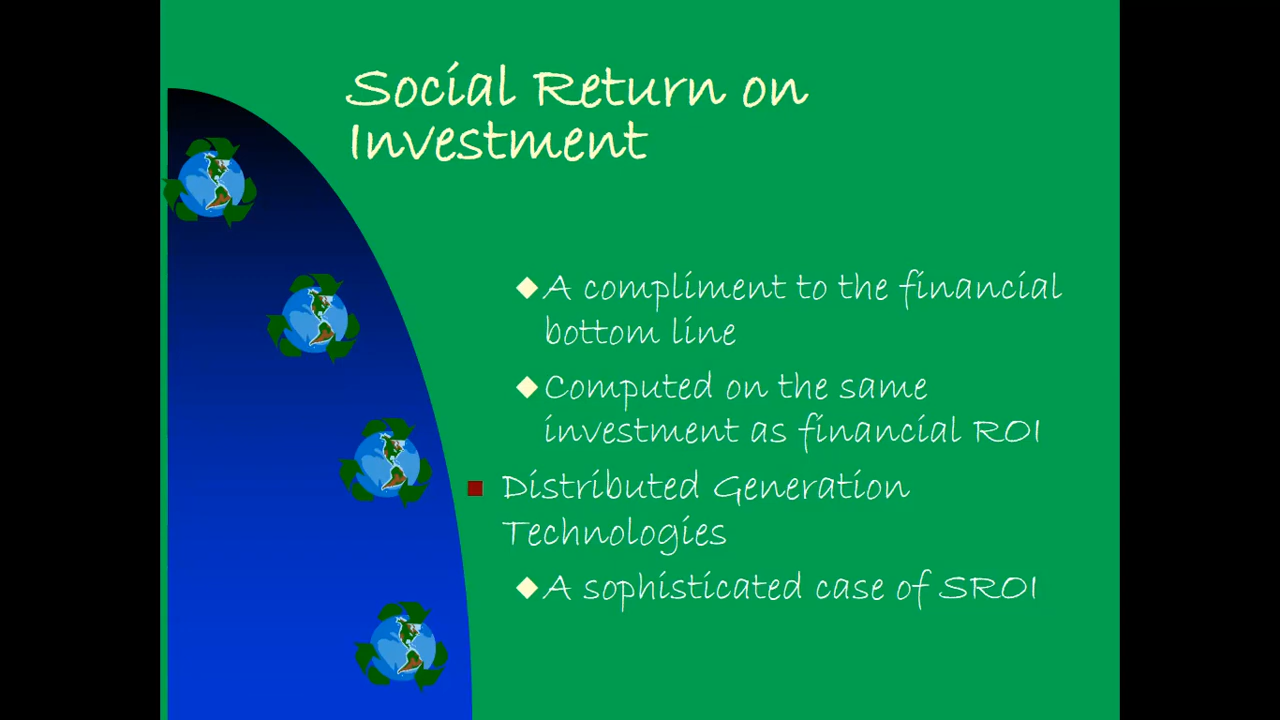 Social Return on
Investment
A compliment to the financial
bottom line
Computed on the same
investment as financial ROI
Distributed Generation
Technologies
A sophisticated case of SROI